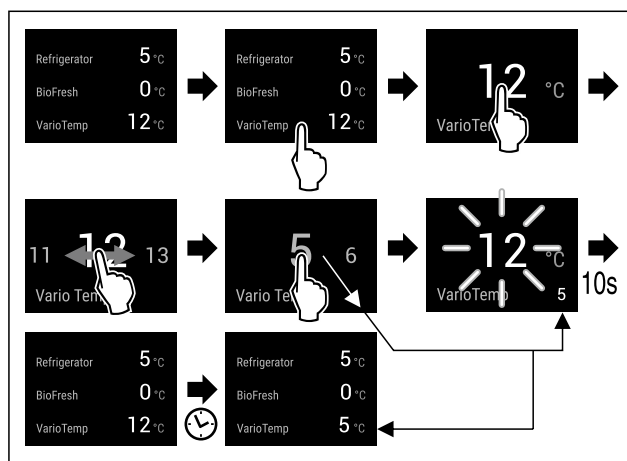 Refrigerator 5 °C
BioFresh 0 °C
VarioTemp 12 °C
Refrigerator 5 °C
BioFresh 0 °C
VarioTemp 12 °C
12 °C
VarioTemp
11 12 13
Vario Tem
5 6
Vario Te
12 °C
VarioTemp 5
10s
Refrigerator 5 °C
BioFresh 0 °C
VarioTemp 12 °C
Refrigerator 5 °C
BioFresh 0 °C
VarioTemp 5 °C